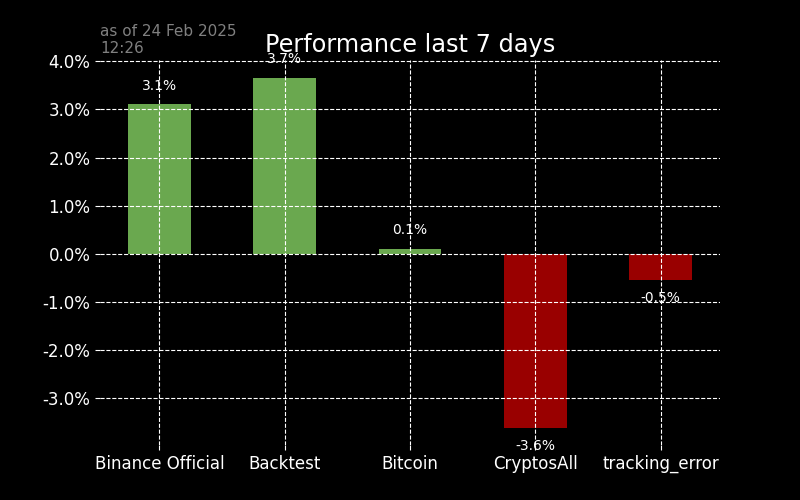 as of 24 Feb 2025
12:26
Performance last 7 days
4.0%
3.0%
2.0%
1.0%
0.0%
-1.0%
-2.0%
-3.0%
3.1%
3.7%
0.1%
-3.6%
-0.5%
Binance Official
Backtest
Bitcoin
CryptosAll
tracking_error